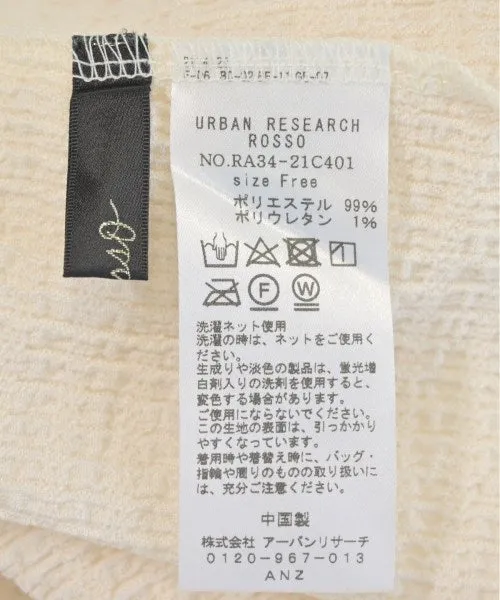 URBAN RESEARCH
ROSSO
NO.RA34-21C401
size Free
ポリエステル 99%
ポリウレタン 1%
F
W
洗濯ネット使用
洗濯の時は、ネットをご使用く
ださい。
生成りや淡色の製品は、蛍光増
白剤入りの洗剤を使用すると、
変色する場合があります。
ご使用にならないでください。
この生地の表面は、引っかかり
やすくなっています。
着用時や着替え時に、バッグ・
指輪や周りのものの取り扱いに
は、充分ご注意ください。
中国製
株式会社 アーバンリサーチ
0120-967-013
ANZ